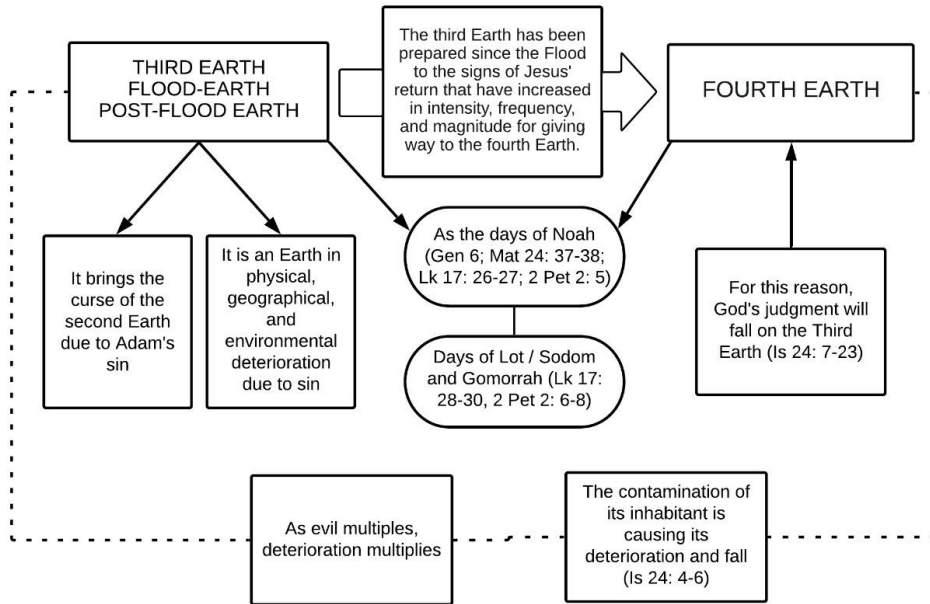 THIRD EARTH
FLOOD-EARTH
POST-FLOOD EARTH
The third Earth has been
prepared since the Flood
to the signs of Jesus'
return that have increased
in intensity, frequency,
and magnitude for giving
way to the fourth Earth.
FOURTH EARTH
It brings the
curse of the
second Earth
due to Adam's
sin
It is an Earth in
physical,
geographical,
and
environmental
deterioration
due to sin
As the days of Noah
(Gen 6; Mat 24: 37-38;
Lk 17: 26-27; 2 Pet 2: 5)
Days of Lot / Sodom
and Gomorrah (Lk 17:
28-30, 2 Pet 2: 6-8)
For this reason,
God's judgment will
fall on the Third
Earth (Is 24: 7-23)
As evil multiples,
deterioration multiplies
The contamination of
its inhabitant is
causing its
deterioration and fall
(Is 24: 4-6)